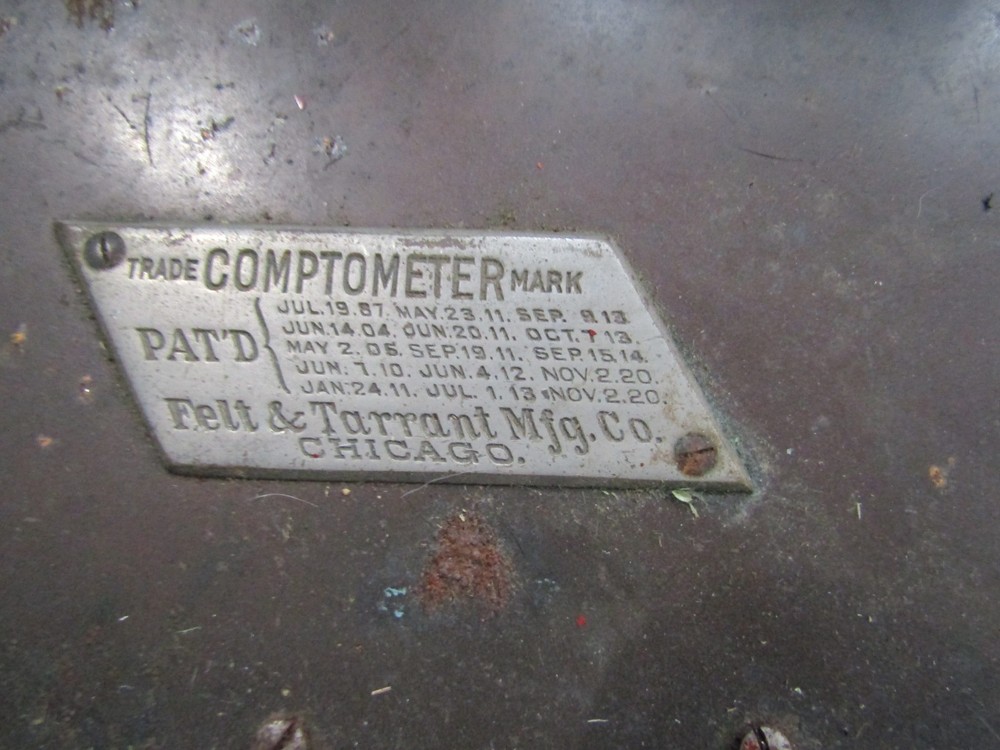 TRADE COMPTOMETER MARK
PAT'D
JUL.19.87. MAY.23.11. SEP. 9.13.
JUN.14.04. JUN.20.11. OCT.7.13.
MAY 2.05. SEP.19.11. SEP.15.14.
JUN. 7.10. JUN.4.12. NOV.2.20.
JAN.24.11. JUL. 1.13. NOV.2.20.
Felt & Tarrant Mfg. Co.
CHICAGO.